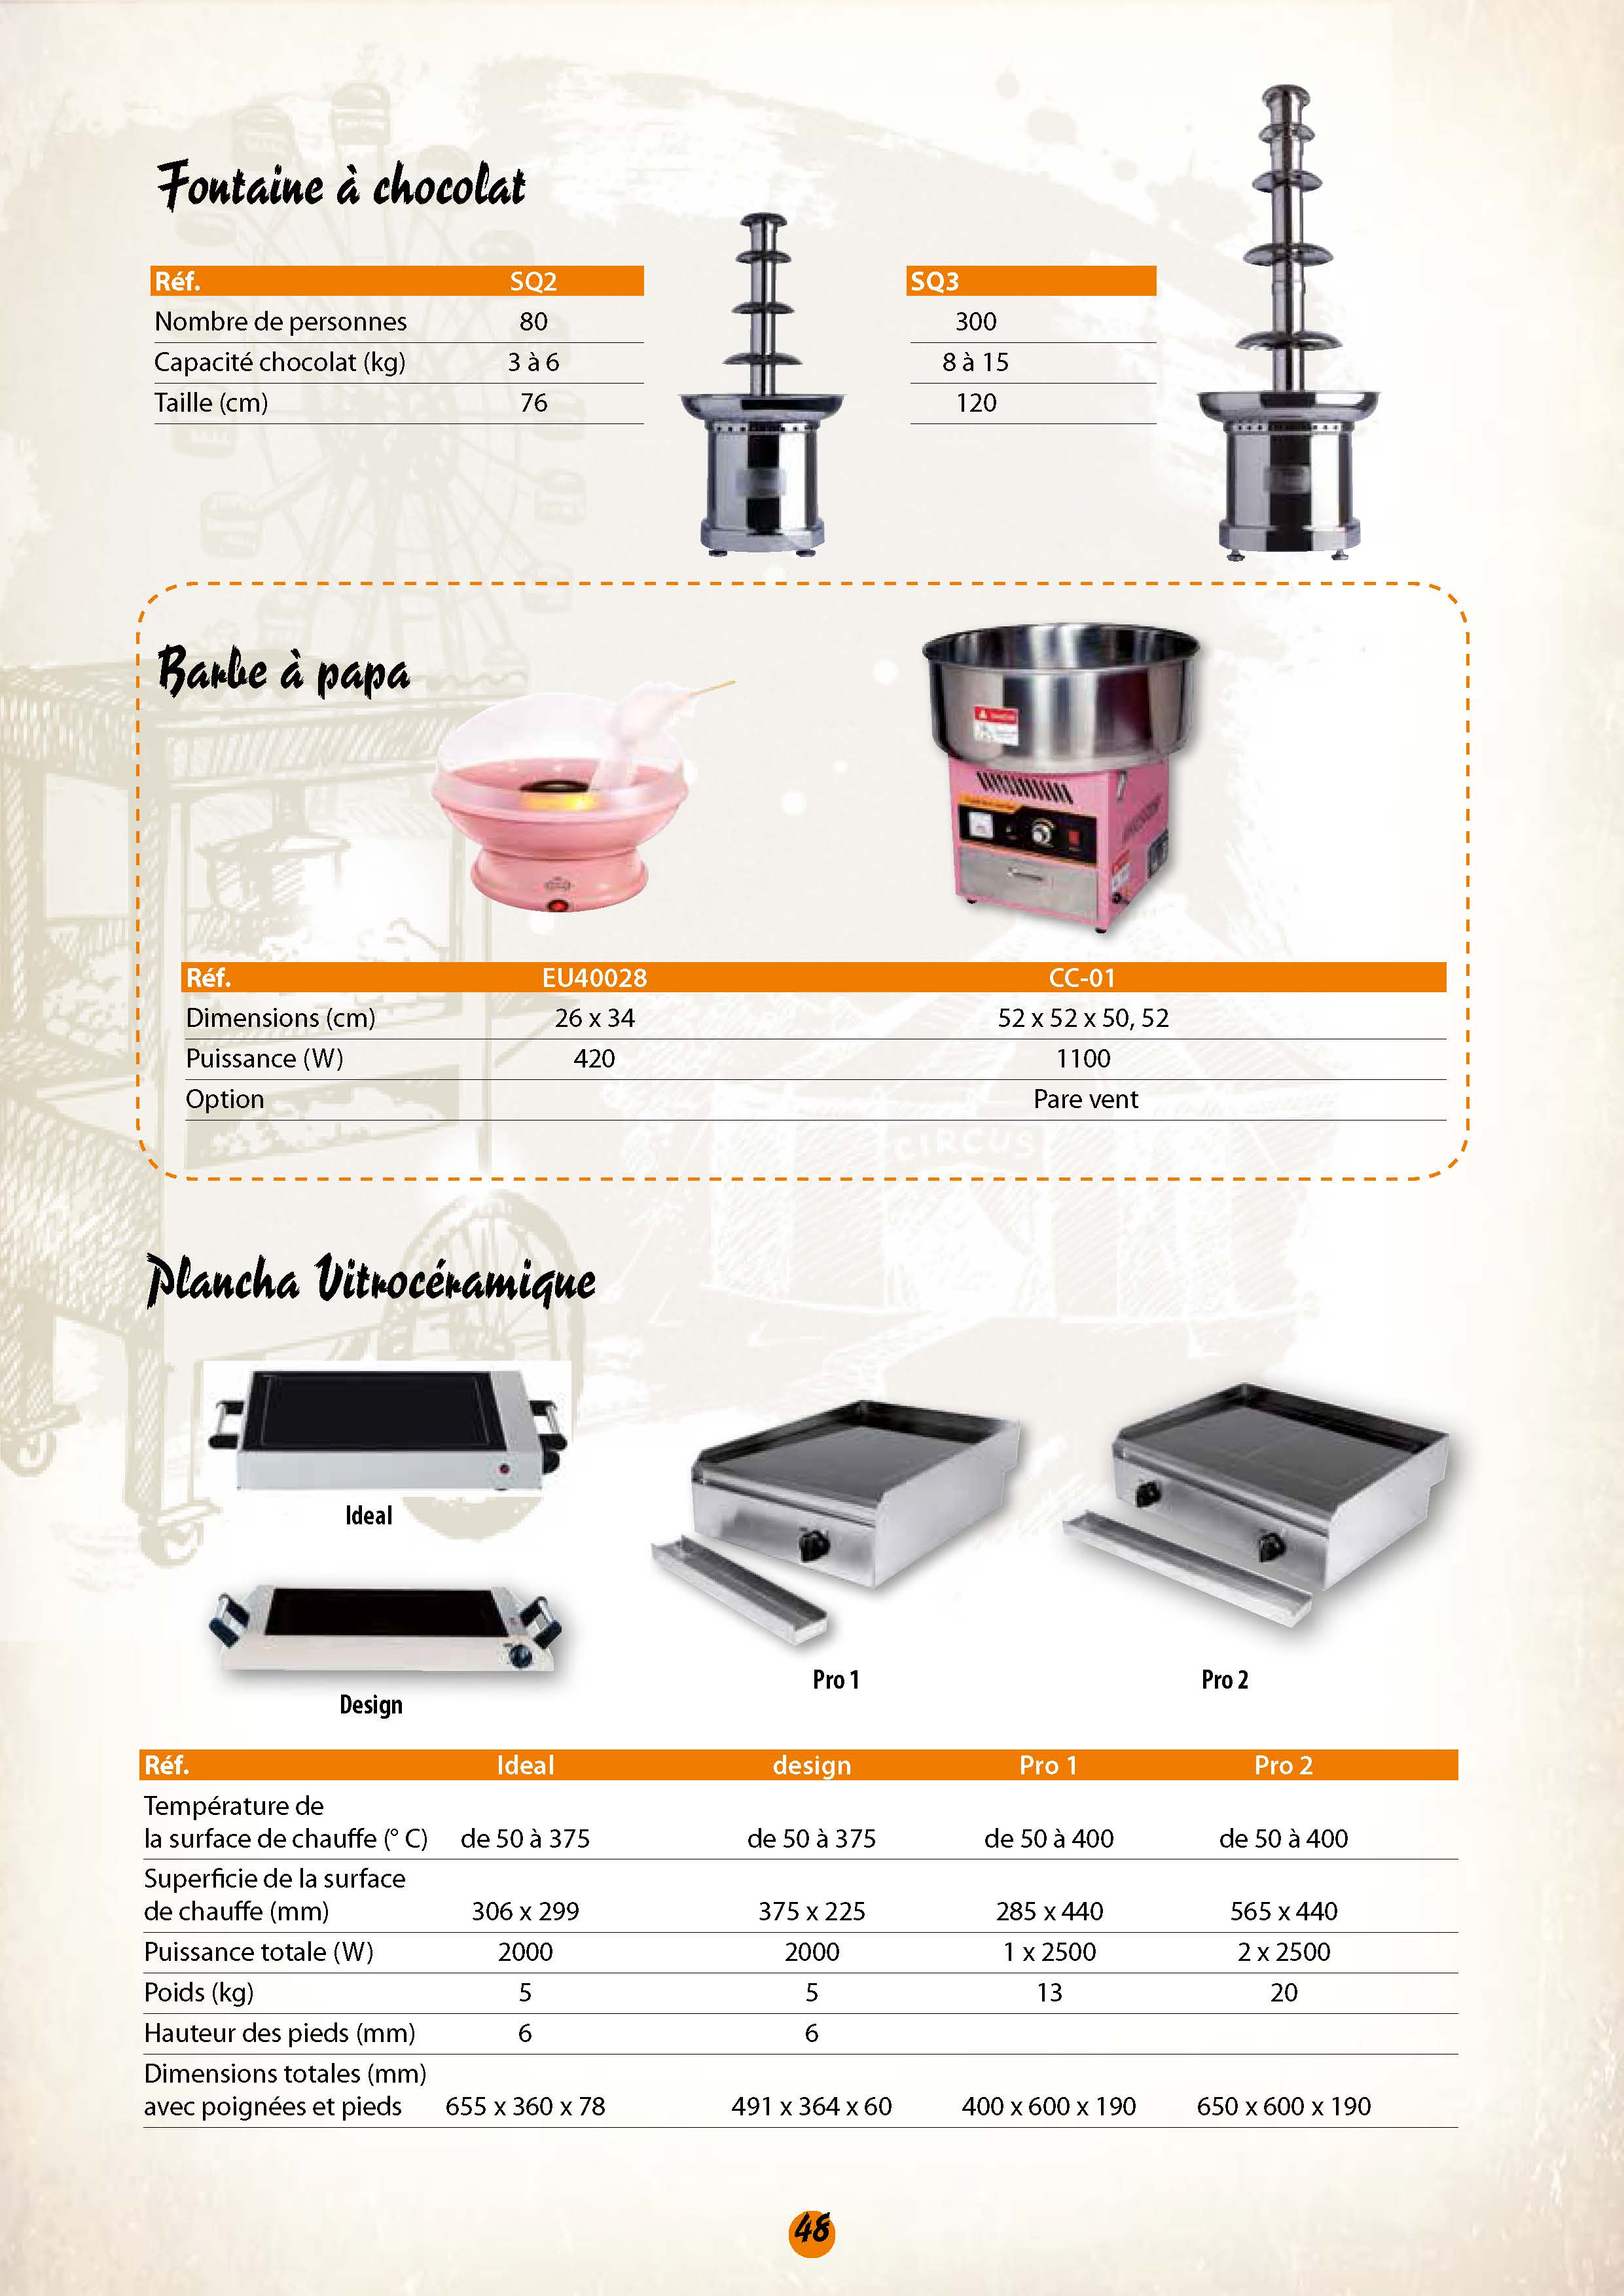 Fontaine à chocolat
Réf. SQ2 SQ3
Nombre de personnes 80 300
Capacité chocolat (kg) 3 à 6 8 à 15
Taille (cm) 76 120
Barbe à papa
Réf. EU40028 CC-01
Dimensions (cm) 26 x 34 52 x 52 x 50, 52
Puissance (W) 420 1100
Option Pare vent
CIRCUS
Plancha Vitrocéramique
Ideal
Design
Pro 1
Pro 2
Réf. Ideal design Pro 1 Pro 2
Température de
la surface de chauffe (° C) de 50 à 375 de 50 à 375 de 50 à 400 de 50 à 400
Superficie de la surface
de chauffe (mm) 306 x 299 375 x 225 285 x 440 565 x 440
Puissance totale (W) 2000 2000 1 x 2500 2 x 2500
Poids (kg) 5 5 13 20
Hauteur des pieds (mm) 6 6
Dimensions totales (mm)
avec poignées et pieds 655 x 360 x 78 491 x 364 x 60 400 x 600 x 190 650 x 600 x 190
48